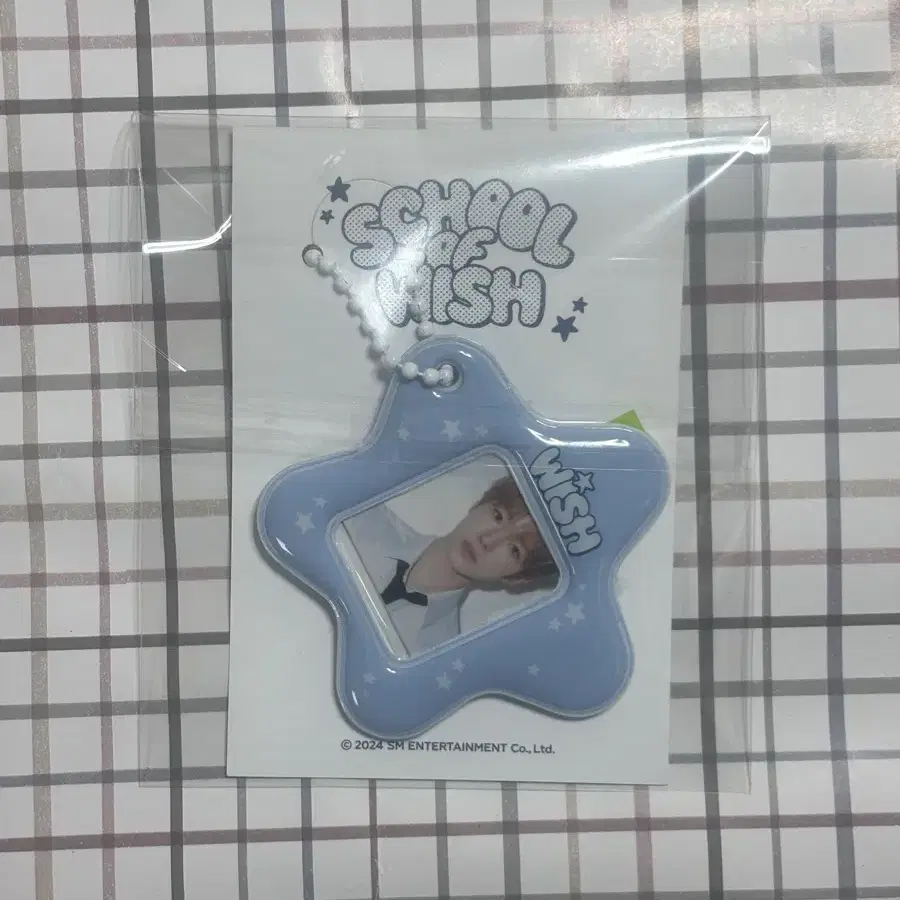 SCHOOL
OF
WISH
WISH
© 2024 SM ENTERTAINMENT Co., Ltd.